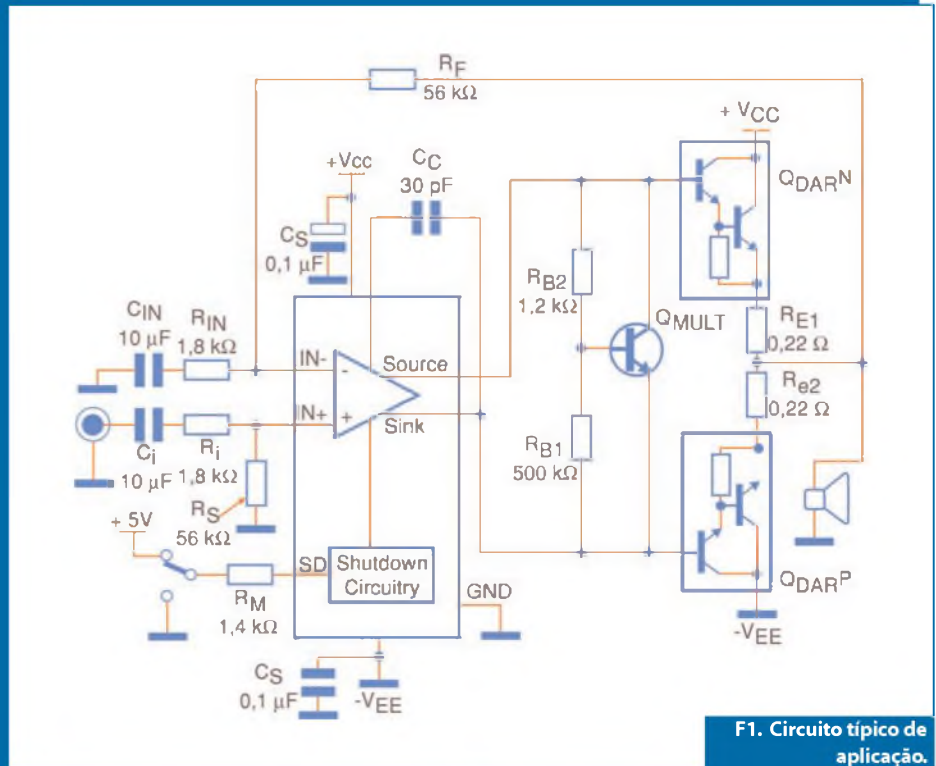 RF
56 kΩ
+ VCC
+Vcc
CC
30 pF
QDARN
CS
0,1 µF
RB2
1,2 kΩ
QMULT
CIN
10 µF
RIN
1,8 kΩ
RE1
0,22 Ω
IN-
-
Source
Re2
0,22 Ω
IN+
+
Sink
Ci
10 µF
Ri
1,8 kΩ
RB1
500 kΩ
RS
56 kΩ
+ 5V
SD
Shutdown
Circuitry
GND
QDARP
RM
1,4 kΩ
-VEE
CS
0,1 µF
-VEE
F1. Circuito típico de
aplicação.